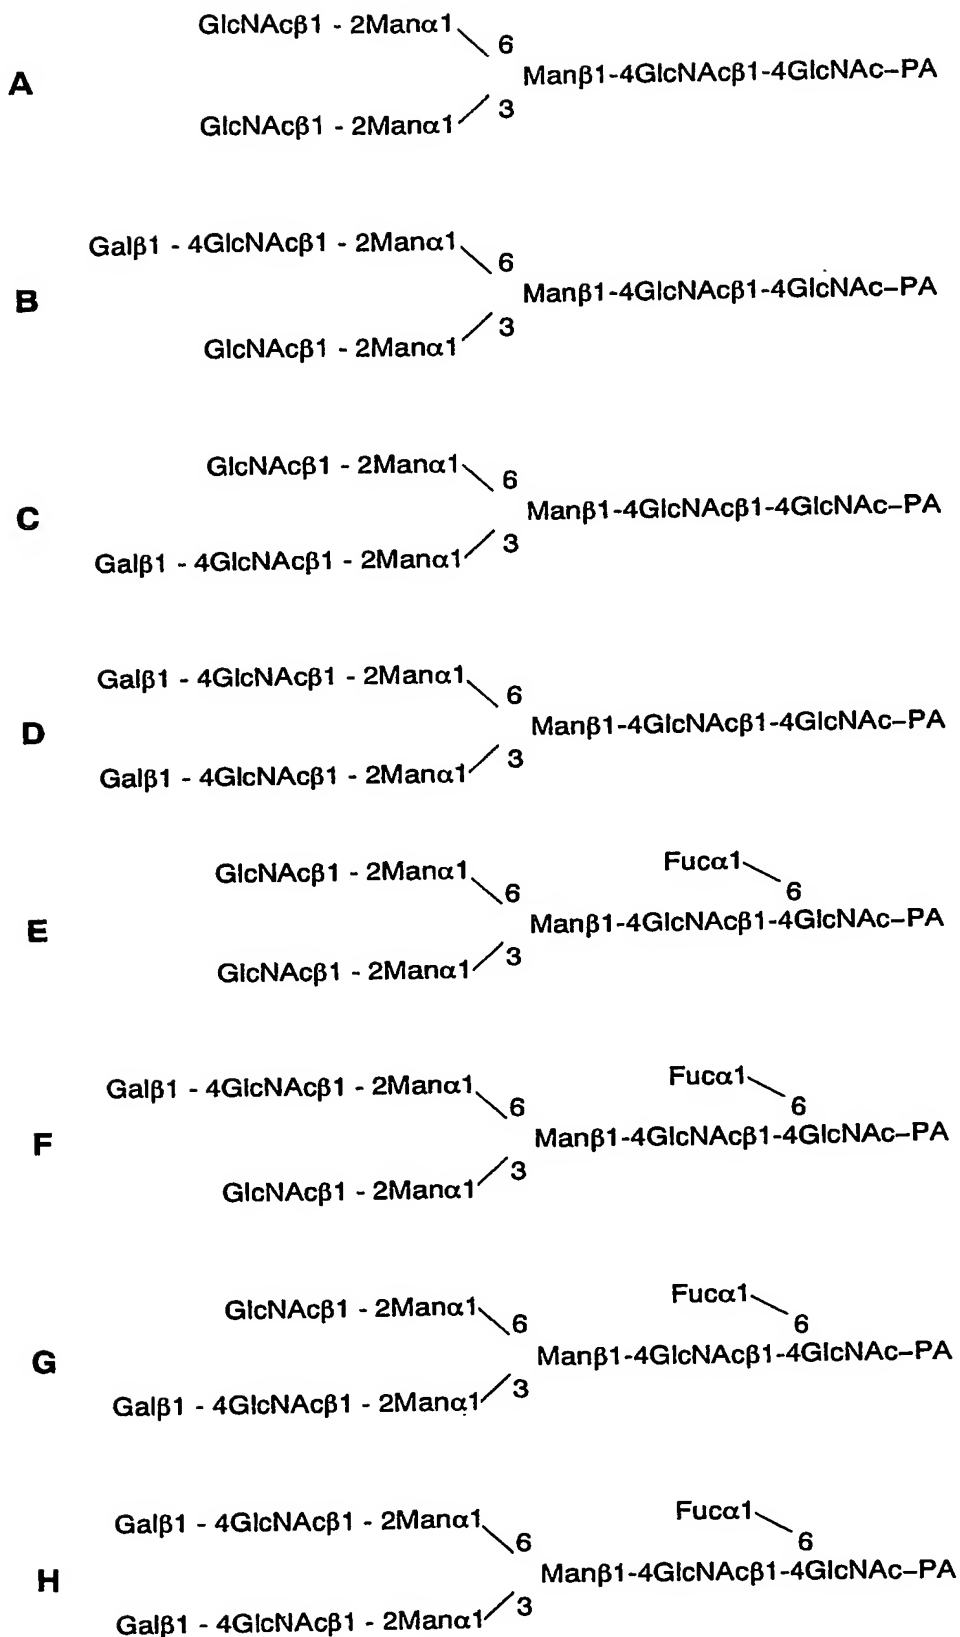 GlcNAcβ1 - 2Manα1
6
A
Manβ1-4GlcNAcβ1-4GlcNAc-PA
3
GlcNAcβ1 - 2Manα1
Galβ1 - 4GlcNAcβ1 - 2Manα1
6
B
Manβ1-4GlcNAcβ1-4GlcNAc-PA
3
GlcNAcβ1 - 2Manα1
GlcNAcβ1 - 2Manα1
6
C
Manβ1-4GlcNAcβ1-4GlcNAc-PA
3
Galβ1 - 4GlcNAcβ1 - 2Manα1
Galβ1 - 4GlcNAcβ1 - 2Manα1
6
D
Manβ1-4GlcNAcβ1-4GlcNAc-PA
3
Galβ1 - 4GlcNAcβ1 - 2Manα1
GlcNAcβ1 - 2Manα1
Fucα1
6
6
E
Manβ1-4GlcNAcβ1-4GlcNAc-PA
3
GlcNAcβ1 - 2Manα1
Galβ1 - 4GlcNAcβ1 - 2Manα1
Fucα1
6
6
F
Manβ1-4GlcNAcβ1-4GlcNAc-PA
3
GlcNAcβ1 - 2Manα1
GlcNAcβ1 - 2Manα1
Fucα1
6
6
G
Manβ1-4GlcNAcβ1-4GlcNAc-PA
3
Galβ1 - 4GlcNAcβ1 - 2Manα1
Galβ1 - 4GlcNAcβ1 - 2Manα1
Fucα1
6
6
H
Manβ1-4GlcNAcβ1-4GlcNAc-PA
3
Galβ1 - 4GlcNAcβ1 - 2Manα1